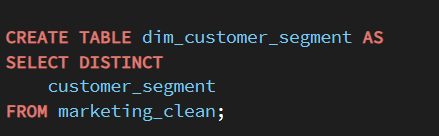 CREATE TABLE dim_customer_segment AS
SELECT DISTINCT
    customer_segment
FROM marketing_clean;